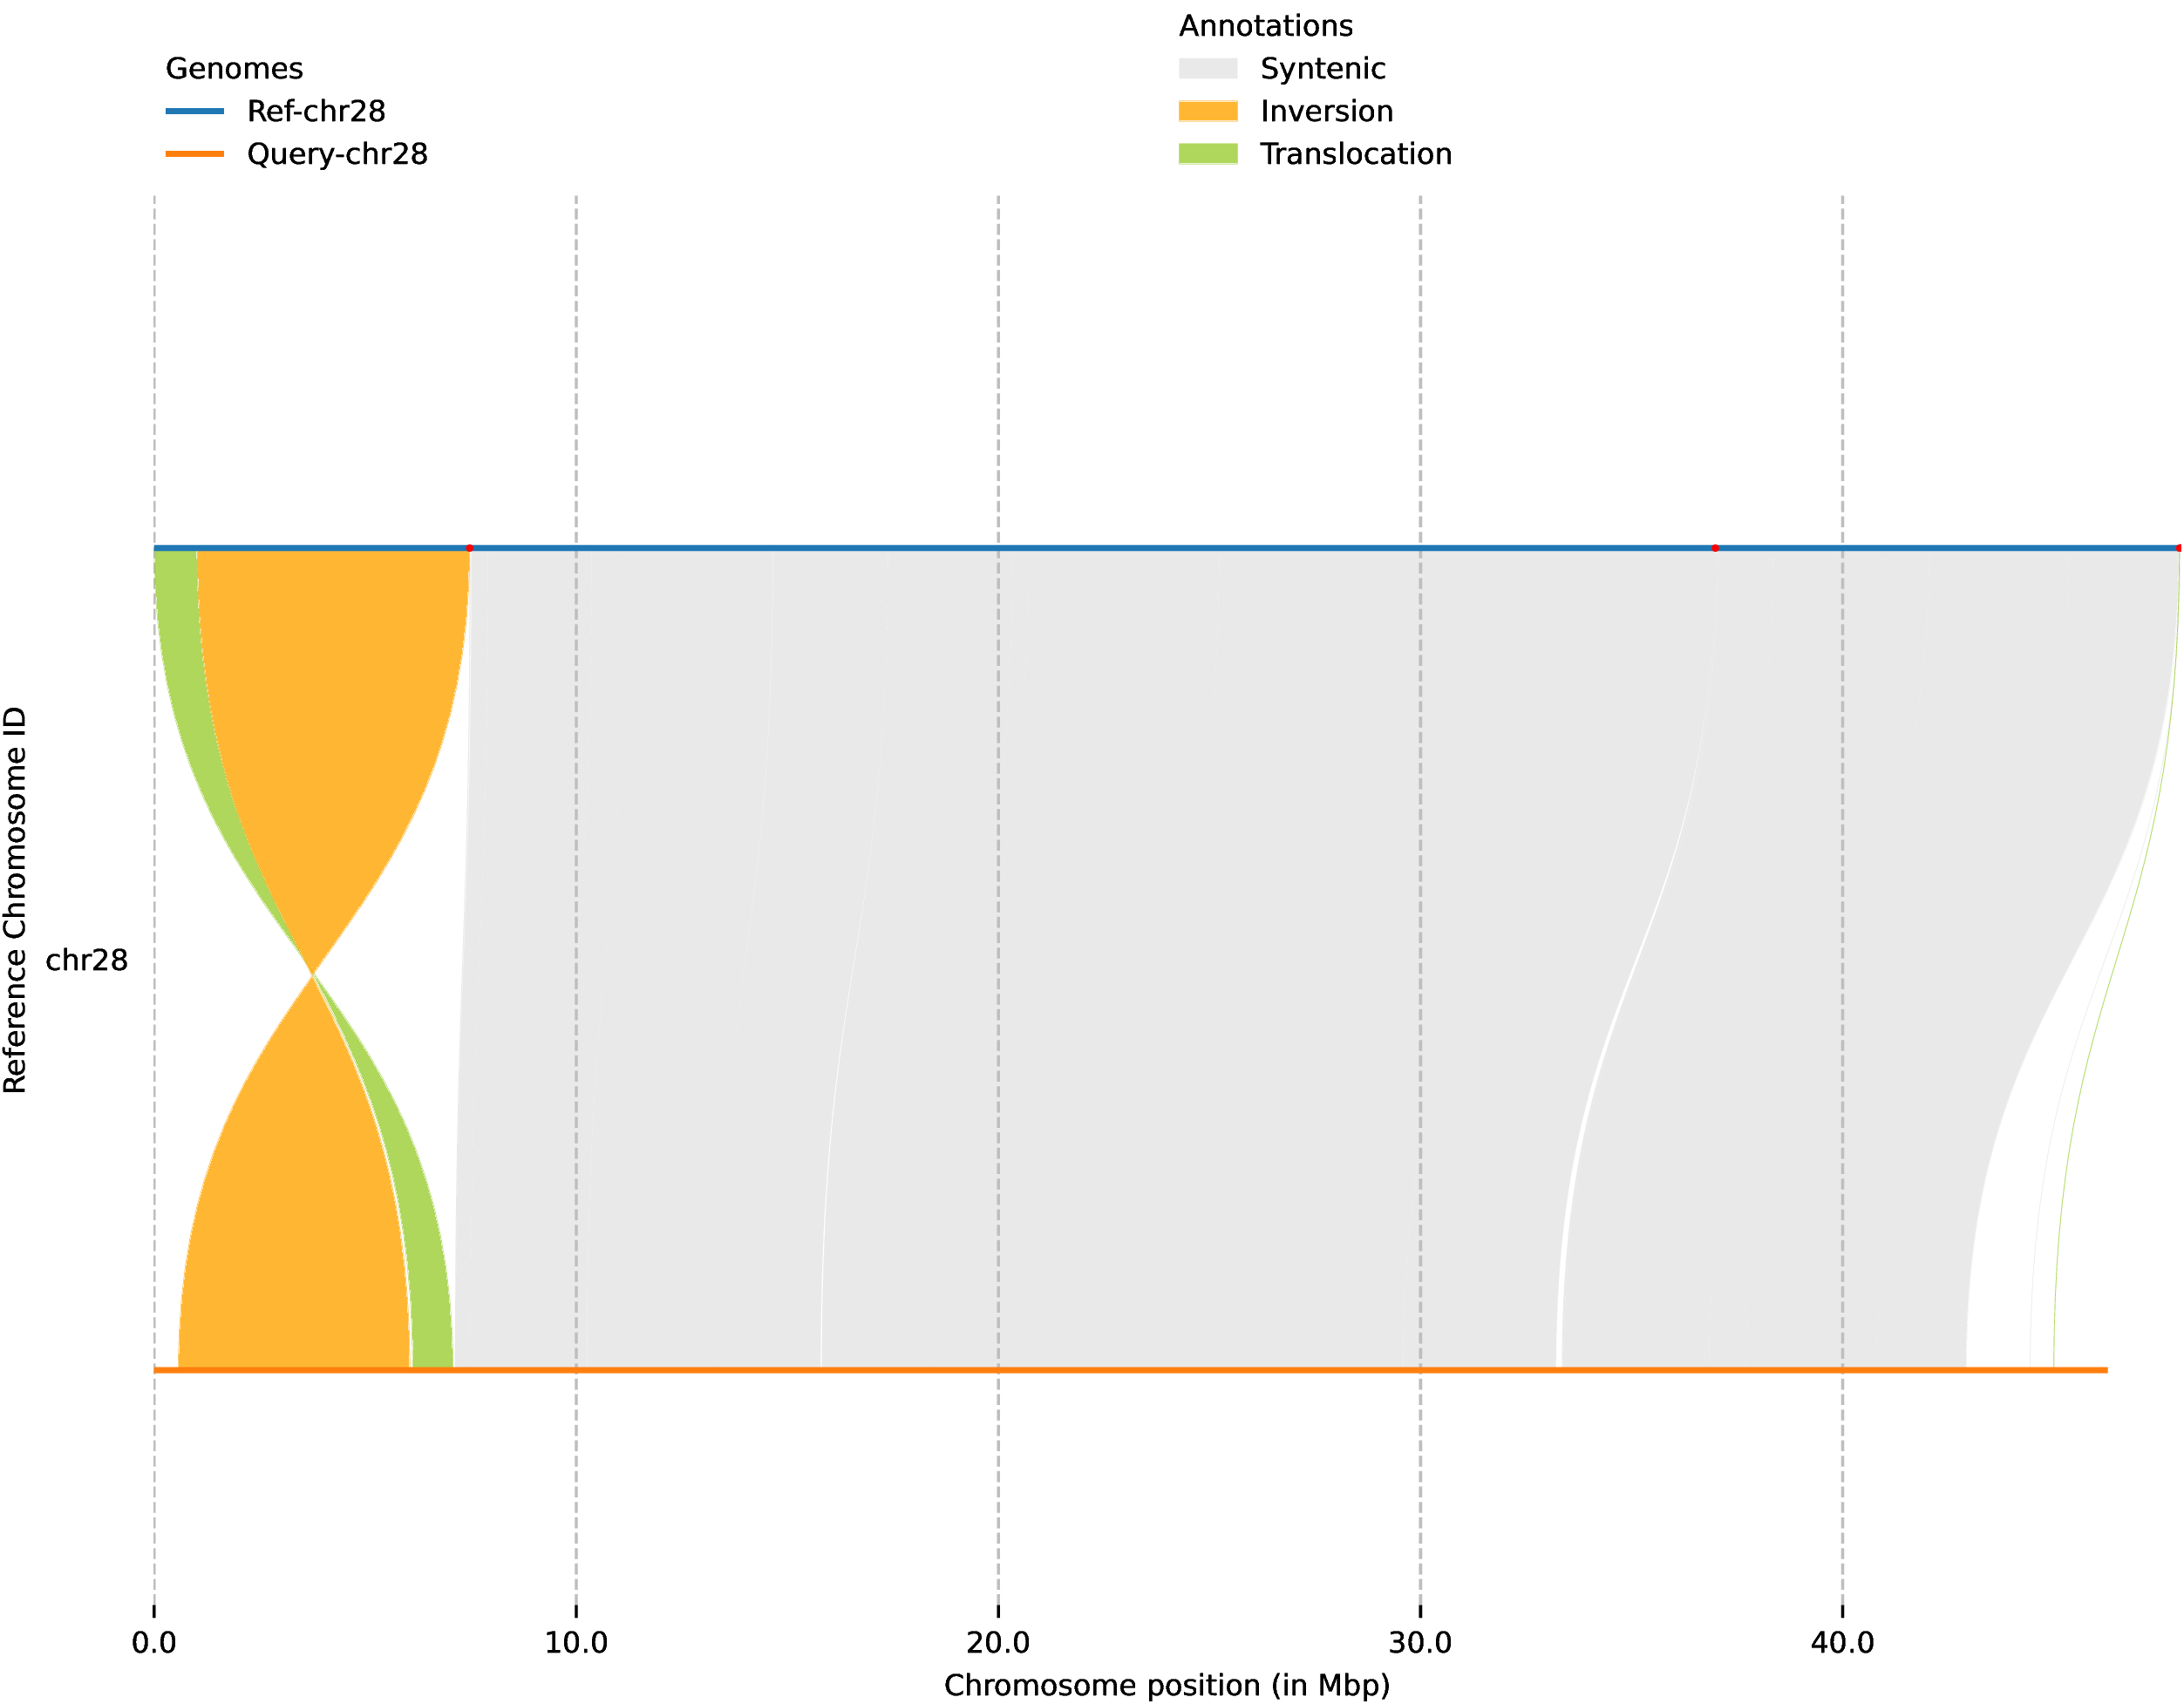 Genomes
Ref-chr28
Query-chr28
Annotations
Syntenic
Inversion
Translocation
Reference Chromosome ID
chr28
0.0 10.0 20.0 30.0 40.0
Chromosome position (in Mbp)